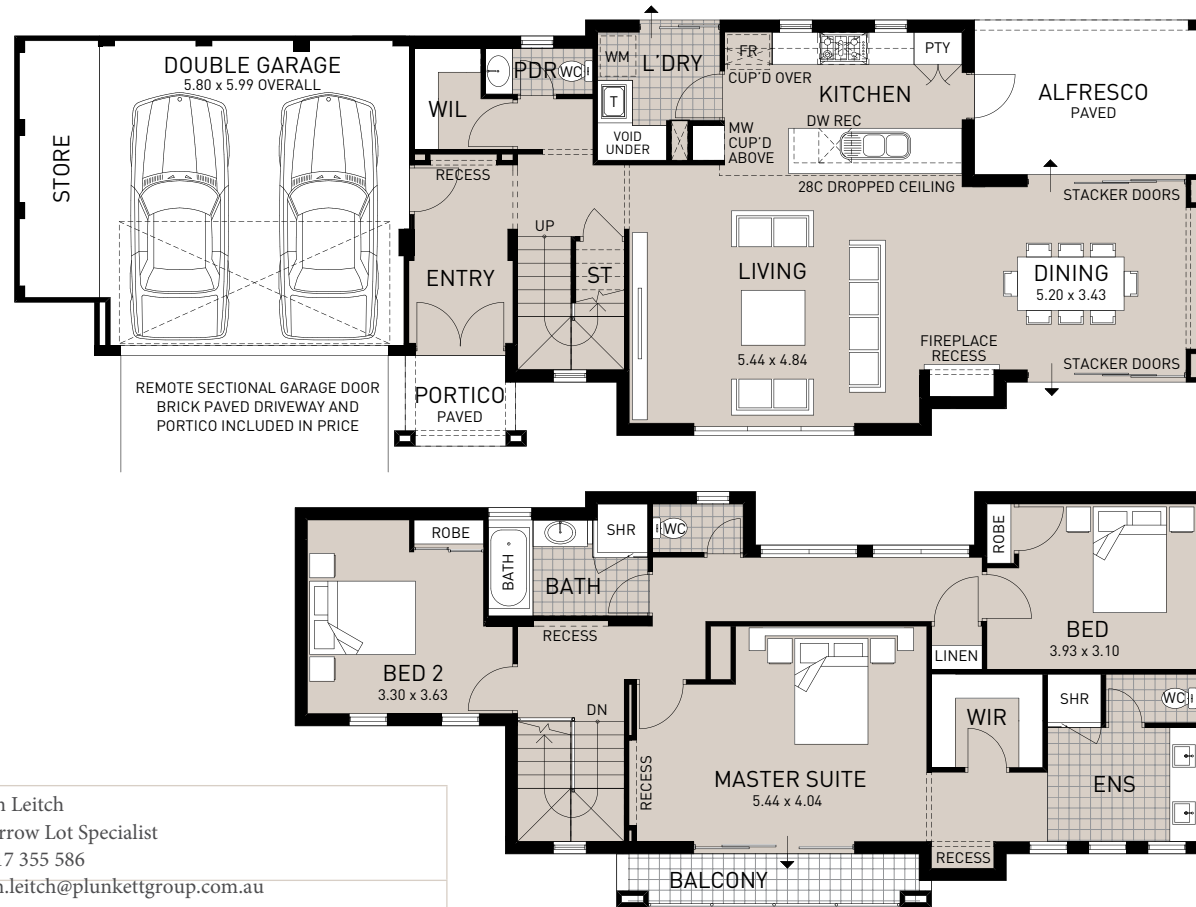 DOUBLE GARAGE
5.80 x 5.99 OVERALL
STORE
WIL
PDR
WC
WM
L'DRY
T
VOID
UNDER
FR
CUP'D OVER
PTY
KITCHEN
MW
CUP'D
ABOVE
DW REC
28C DROPPED CEILING
ALFRESCO
PAVED
RECESS
ENTRY
UP
ST
LIVING
5.44 x 4.84
STACKER DOORS
DINING
5.20 x 3.43
FIREPLACE
RECESS
STACKER DOORS
PORTICO
PAVED
REMOTE SECTIONAL GARAGE DOOR
BRICK PAVED DRIVEWAY AND
PORTICO INCLUDED IN PRICE
ROBE
BATH
SHR
WC
BATH
RECESS
BED 2
3.30 x 3.63
DN
RECESS
MASTER SUITE
5.44 x 4.04
BALCONY
ROBE
BED
3.93 x 3.10
LINEN
WIR
SHR
WC
ENS
RECESS
Leitch
Lot Specialist
7 355 586
n.leitch@plunkettgroup.com.au